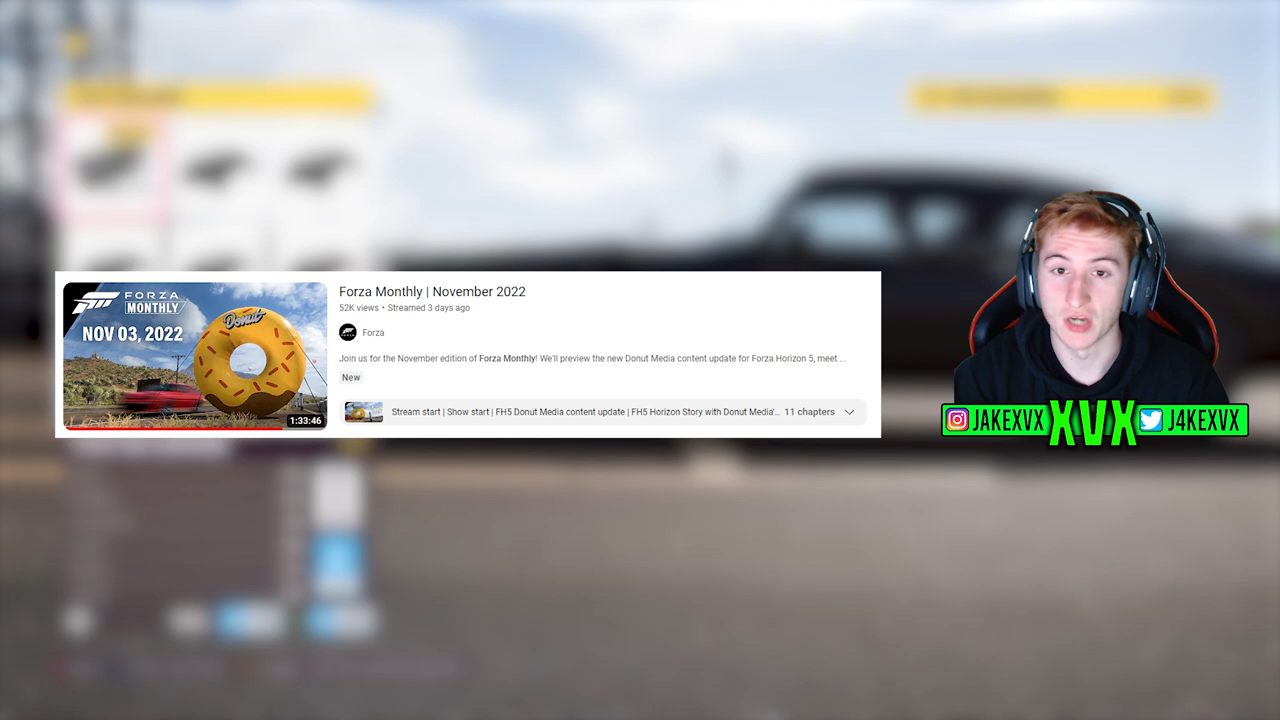 FORZA
MONTHLY
NOV 03, 2022
Donut
1:33:46
Forza Monthly | November 2022
52K views • Streamed 3 days ago
Forza
Join us for the November edition of Forza Monthly! We'll preview the new Donut Media content update for Forza Horizon 5, meet ...
New
Stream start | Show start | FH5 Donut Media content update | FH5 Horizon Story with Donut Media'... 11 chapters
JAKEXVX XVX J4KEXVX